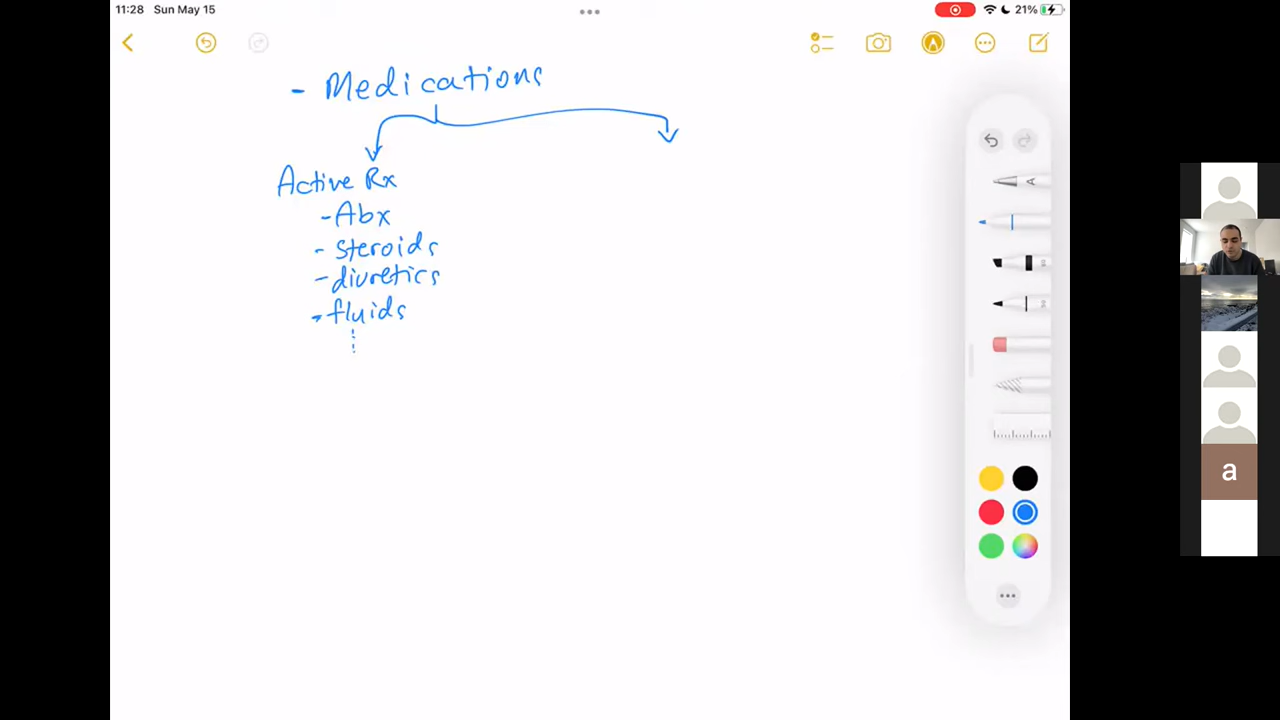 11:28 Sun May 15
21%
- Medications
Active Rx
- Abx
- steroids
- diuretics
- fluids
a